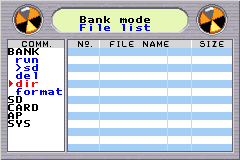 Bank mode
File list
COMM. Nº. FILE NAME SIZE
BANK
run
>sd
del
dir
format
SD
CARD
AP
SYS